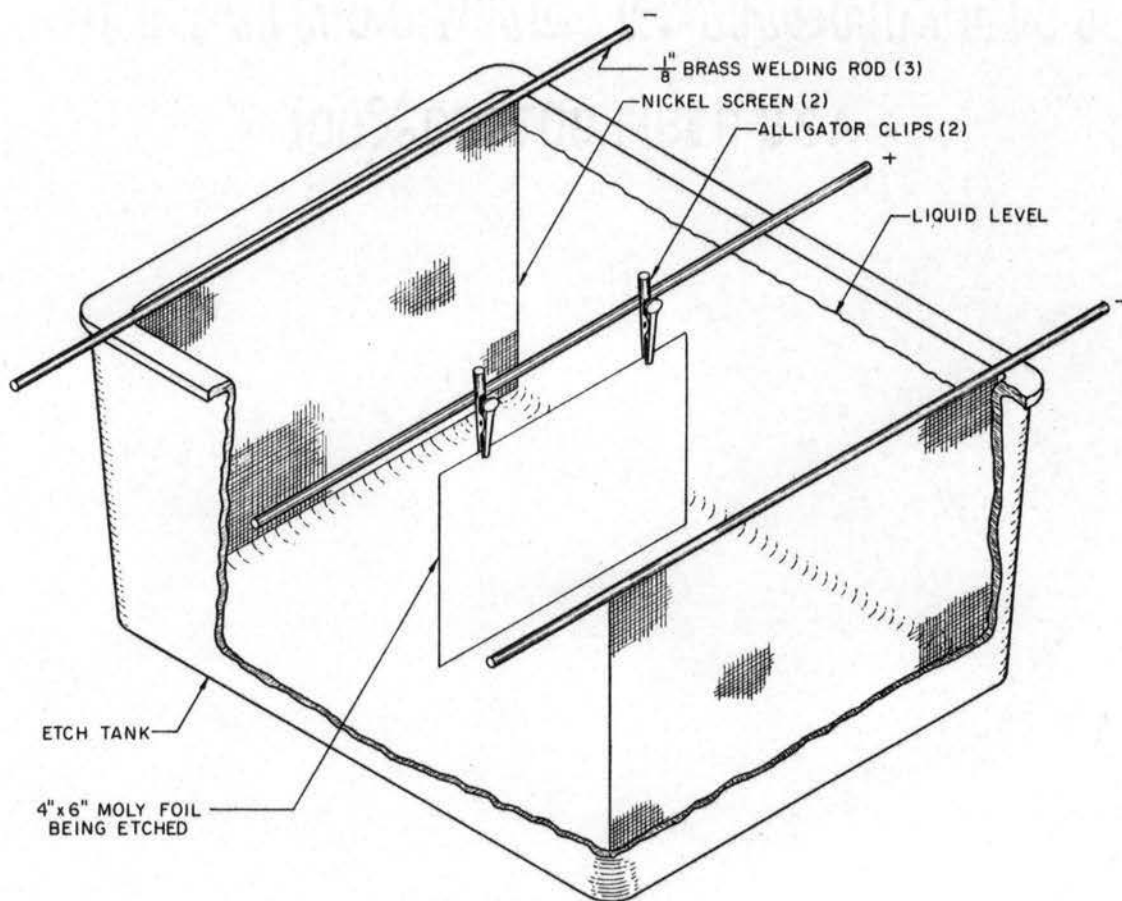 −
1/8" BRASS WELDING ROD (3)
NICKEL SCREEN (2)
ALLIGATOR CLIPS (2)
+
LIQUID LEVEL
−
ETCH TANK
4" x 6" MOLY FOIL
BEING ETCHED